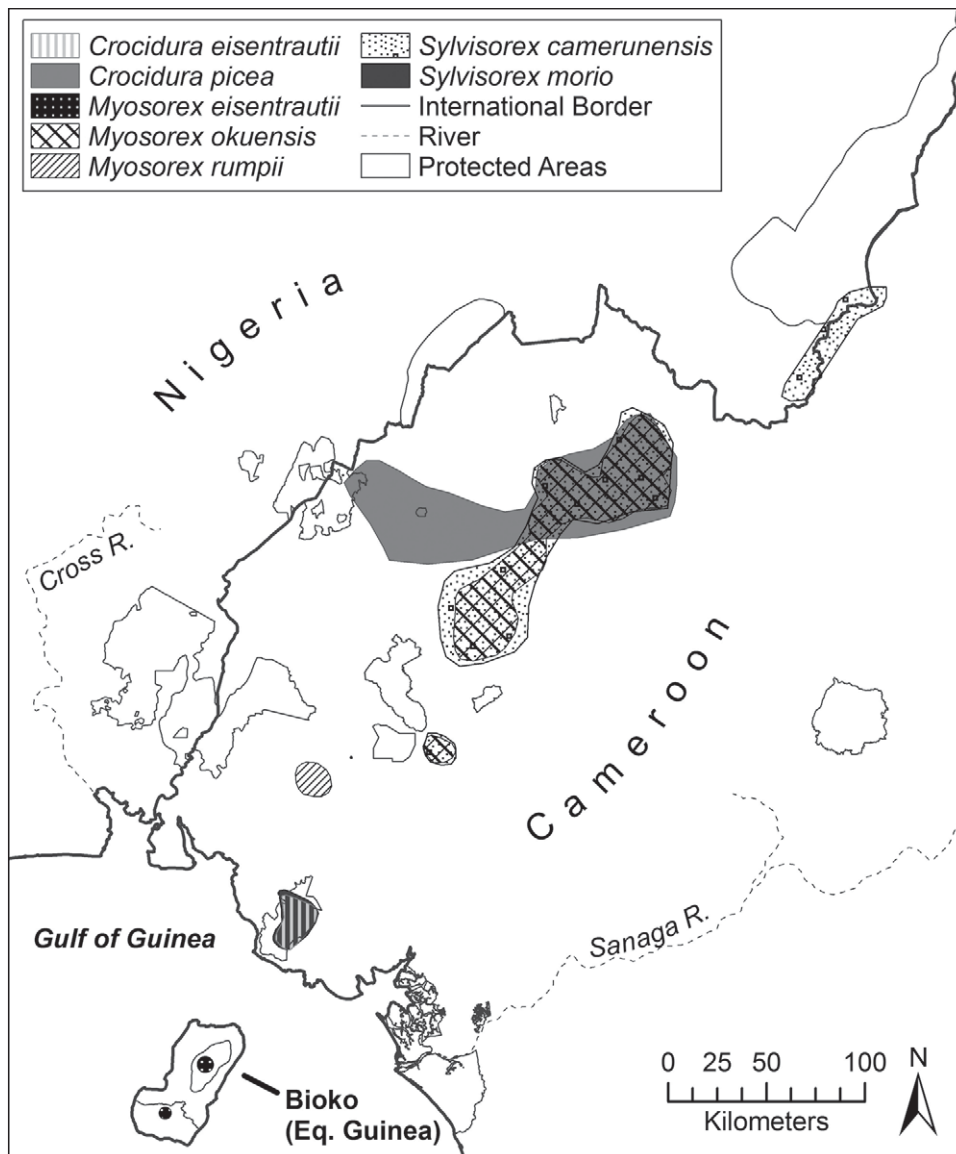 Crocidura eisentrautii
Crocidura picea
Myosorex eisentrautii
Myosorex okuensis
Myosorex rumpii
Sylvisorex camerunensis
Sylvisorex morio
International Border
River
Protected Areas
Nigeria
Cross R.
Cameroon
Sanaga R.
Gulf of Guinea
Bioko
(Eq. Guinea)
0 25 50 100
Kilometers
N